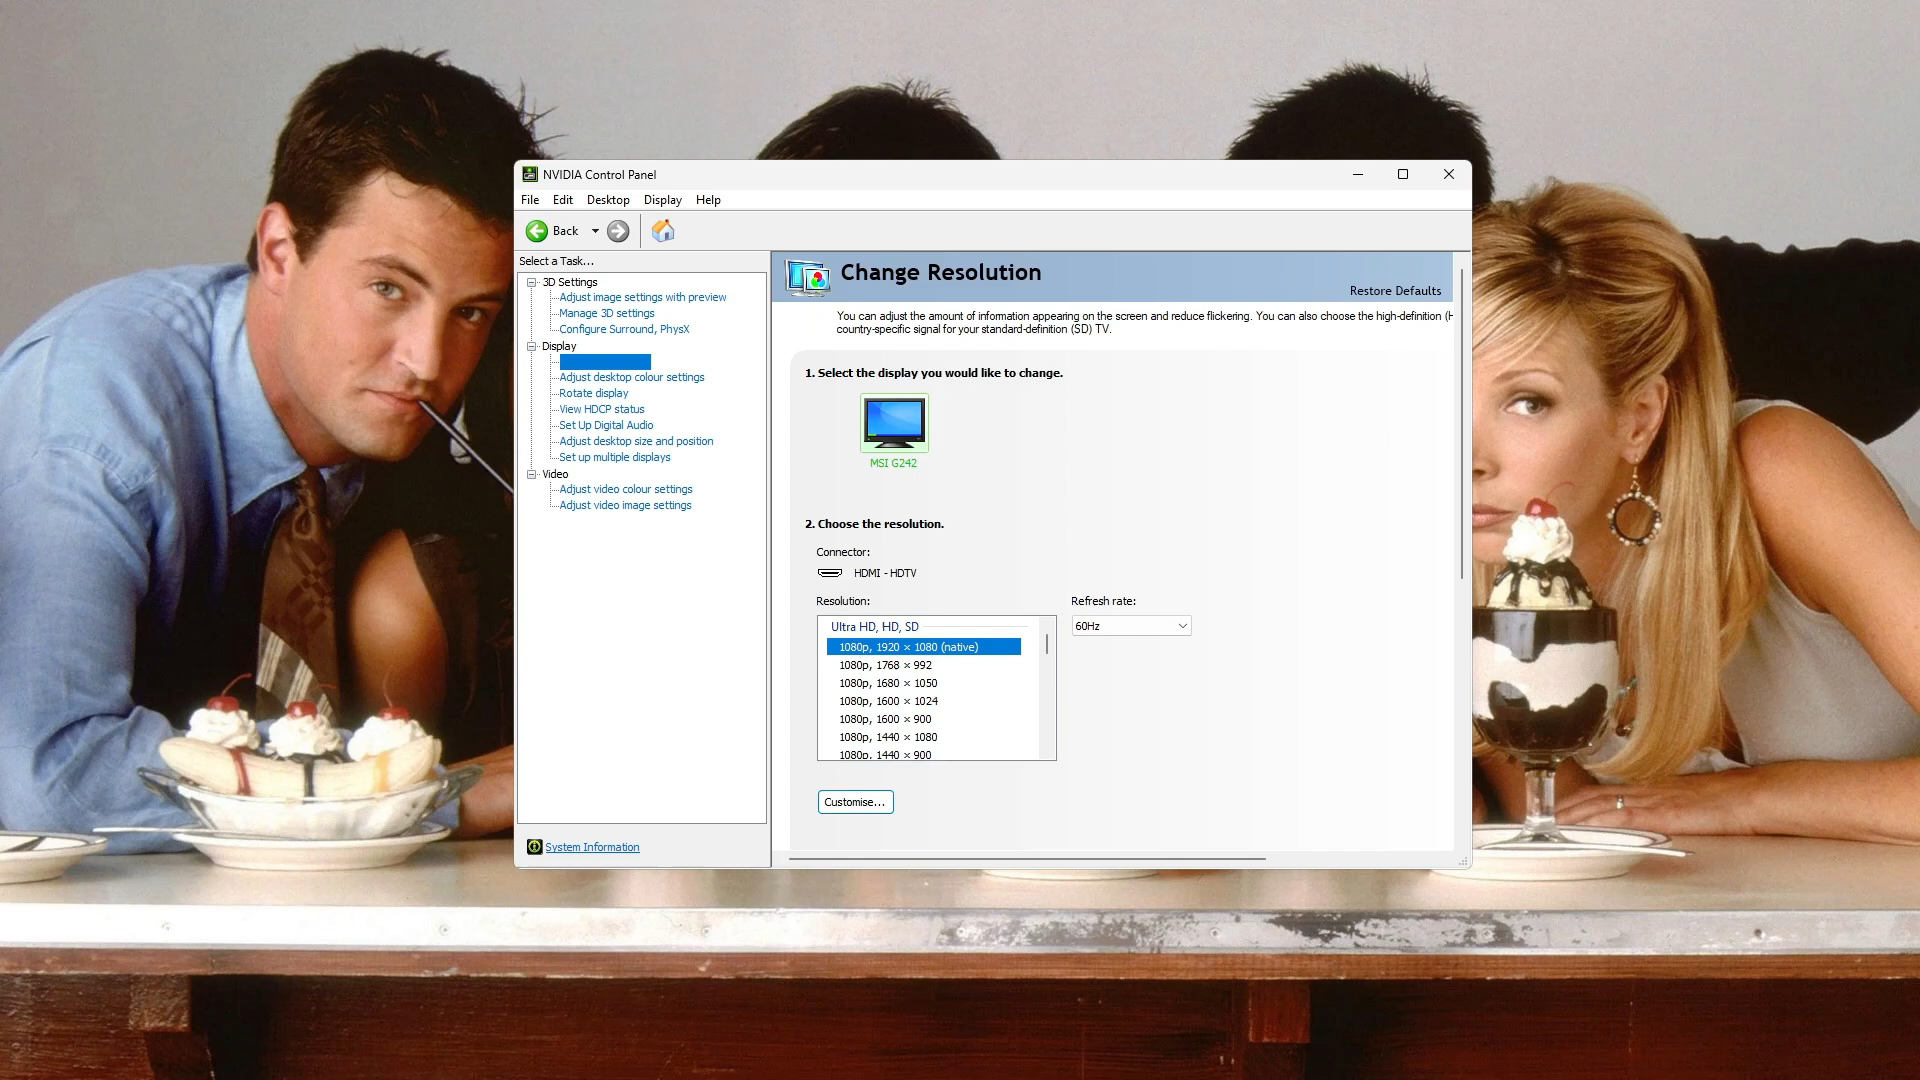 NVIDIA Control Panel
File Edit Desktop Display Help
Back
Select a Task...
3D Settings
Adjust image settings with preview
Manage 3D settings
Configure Surround, PhysX
Display
Adjust desktop colour settings
Rotate display
View HDCP status
Set Up Digital Audio
Adjust desktop size and position
Set up multiple displays
Video
Adjust video colour settings
Adjust video image settings
System Information
Change Resolution
Restore Defaults
You can adjust the amount of information appearing on the screen and reduce flickering. You can also choose the high-definition (H
country-specific signal for your standard-definition (SD) TV.
1. Select the display you would like to change.
MSI G242
2. Choose the resolution.
Connector:
HDMI - HDTV
Resolution:
Refresh rate:
Ultra HD, HD, SD
60Hz
1080p, 1920 × 1080 (native)
1080p, 1768 × 992
1080p, 1680 × 1050
1080p, 1600 × 1024
1080p, 1600 × 900
1080p, 1440 × 1080
1080p, 1440 × 900
Customise...